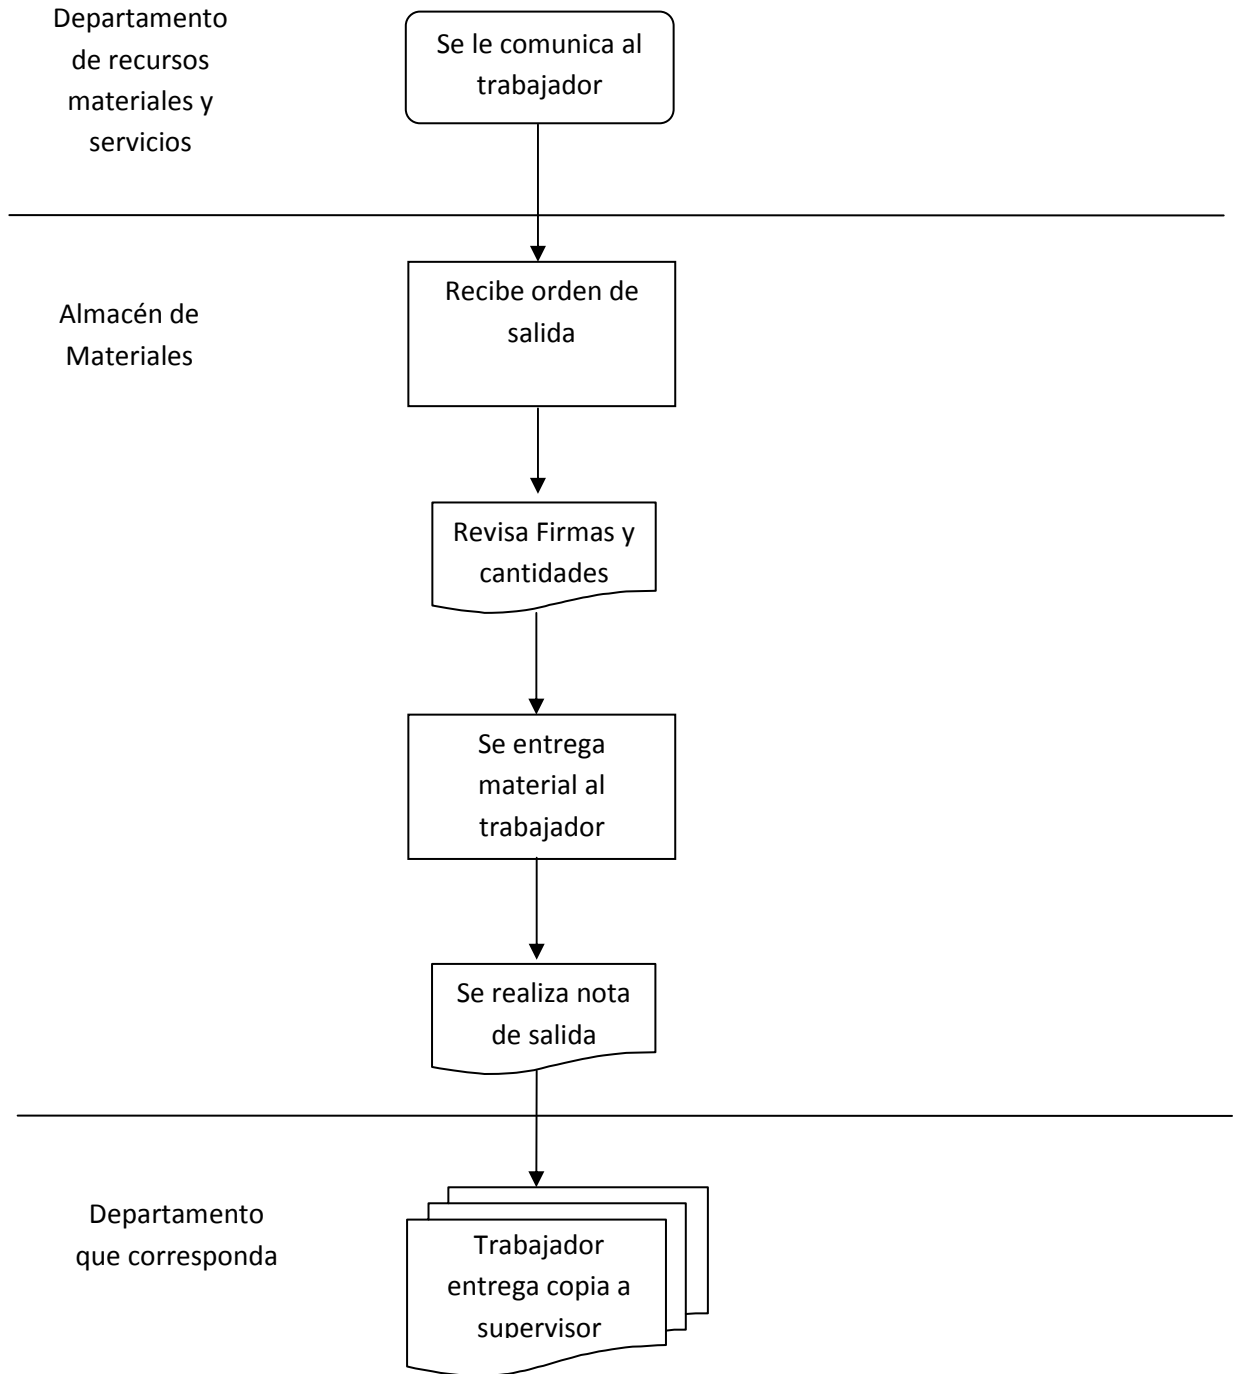 Departamento
de recursos
materiales y
servicios
Se le comunica al
trabajador
Almacén de
Materiales
Recibe orden de
salida
Revisa Firmas y
cantidades
Se entrega
material al
trabajador
Se realiza nota
de salida
Departamento
que corresponda
Trabajador
entrega copia a
supervisor